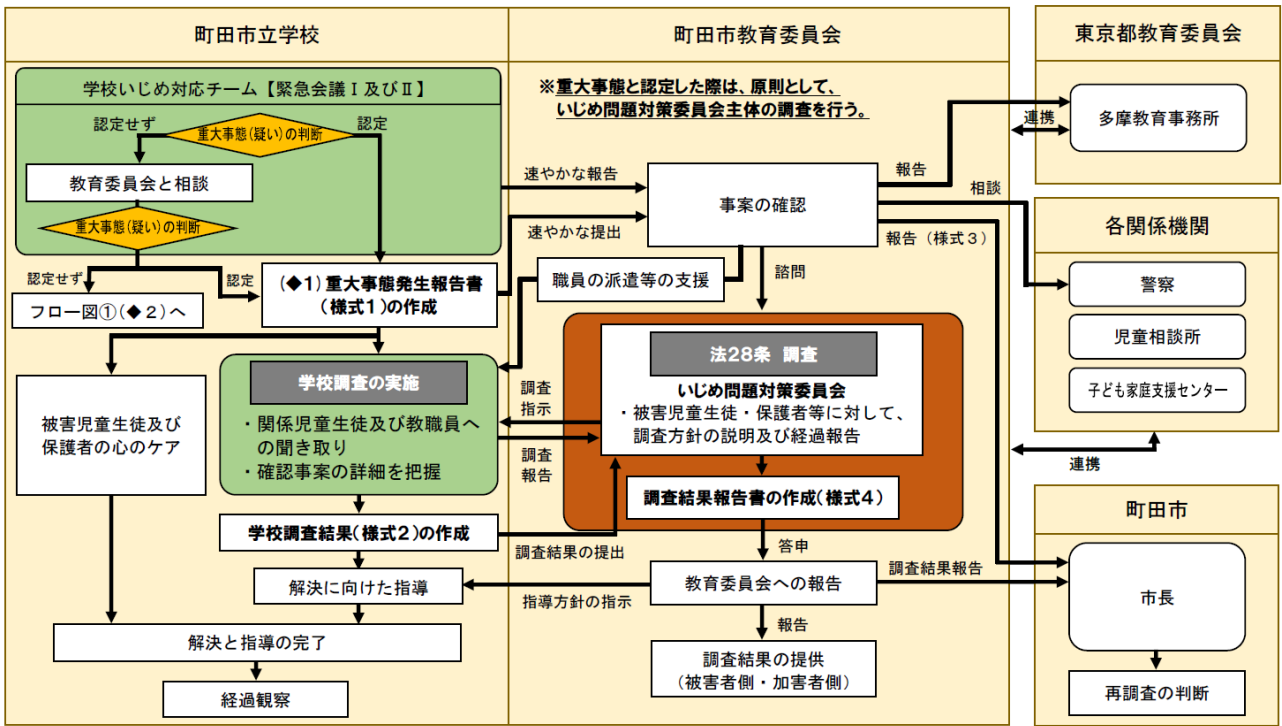 町田市立学校
町田市教育委員会
東京都教育委員会
学校いじめ対応チーム【緊急会議Ⅰ及びⅡ】
認定せず
認定
重大事態(疑い)の判断
教育委員会と相談
重大事態(疑い)の判断
認定せず
認定
フロー図①(◆2)へ
(◆1)重大事態発生報告書
(様式1)の作成
被害児童生徒及び
保護者の心のケア
学校調査の実施
・関係児童生徒及び教職員へ
の聞き取り
・確認事案の詳細を把握
学校調査結果(様式2)の作成
解決に向けた指導
解決と指導の完了
経過観察
※重大事態と認定した際は、原則として、
いじめ問題対策委員会主体の調査を行う。
速やかな報告
速やかな提出
事案の確認
職員の派遣等の支援
諮問
法28条 調査
いじめ問題対策委員会
・被害児童生徒・保護者等に対して、
調査方針の説明及び経過報告
調査
指示
調査
報告
調査結果報告書の作成(様式4)
調査結果の提出
答申
教育委員会への報告
指導方針の指示
報告
調査結果の提供
(被害者側・加害者側)
報告
連携
相談
報告(様式3)
調査結果報告
多摩教育事務所
各関係機関
警察
児童相談所
子ども家庭支援センター
連携
町田市
市長
再調査の判断